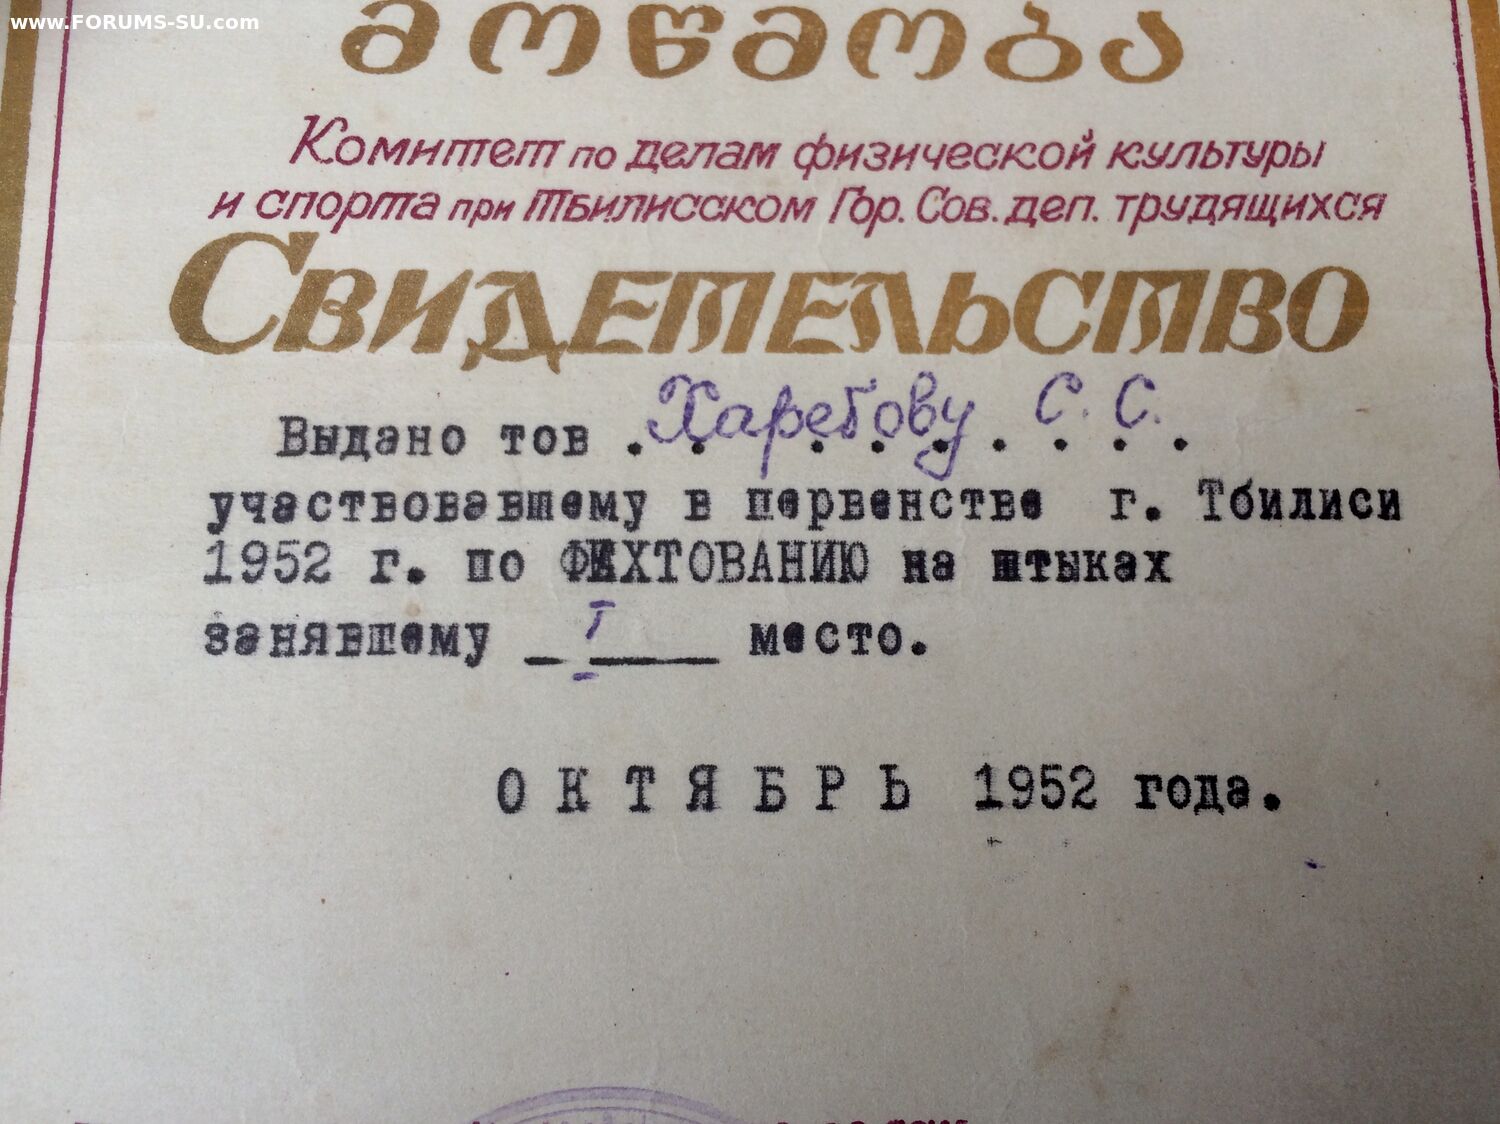 www.FORUMS-SU.com
მოწმობა
Комитет по делам физической культуры
и спорта при Тбилисском Гор. Сов. деп. трудящихся
Свидетельство
Выдано тов. Харебову С. С.
участвовавшему в первенстве г. Тбилиси
1952 г. по ФЕХТОВАНИЮ на штыках
занявшему I место.
ОКТЯБРЬ 1952 года.